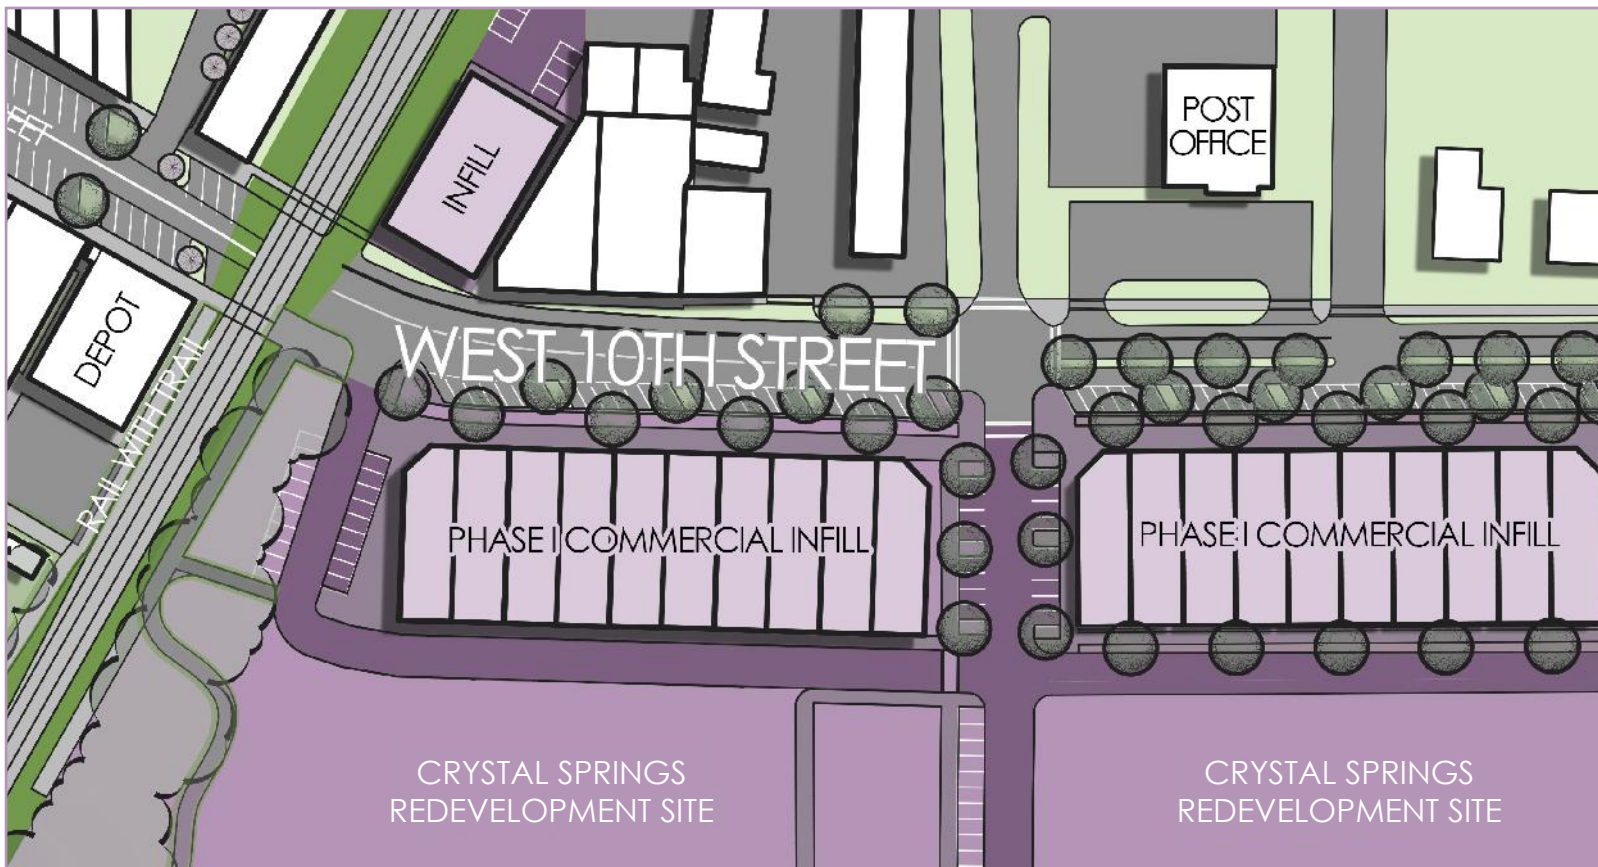 POST
OFFICE
INFILL
DEPOT
WEST 10TH STREET
RAIL WITH TRAIL
PHASE I COMMERCIAL INFILL
PHASE I COMMERCIAL INFILL
CRYSTAL SPRINGS
REDEVELOPMENT SITE
CRYSTAL SPRINGS
REDEVELOPMENT SITE